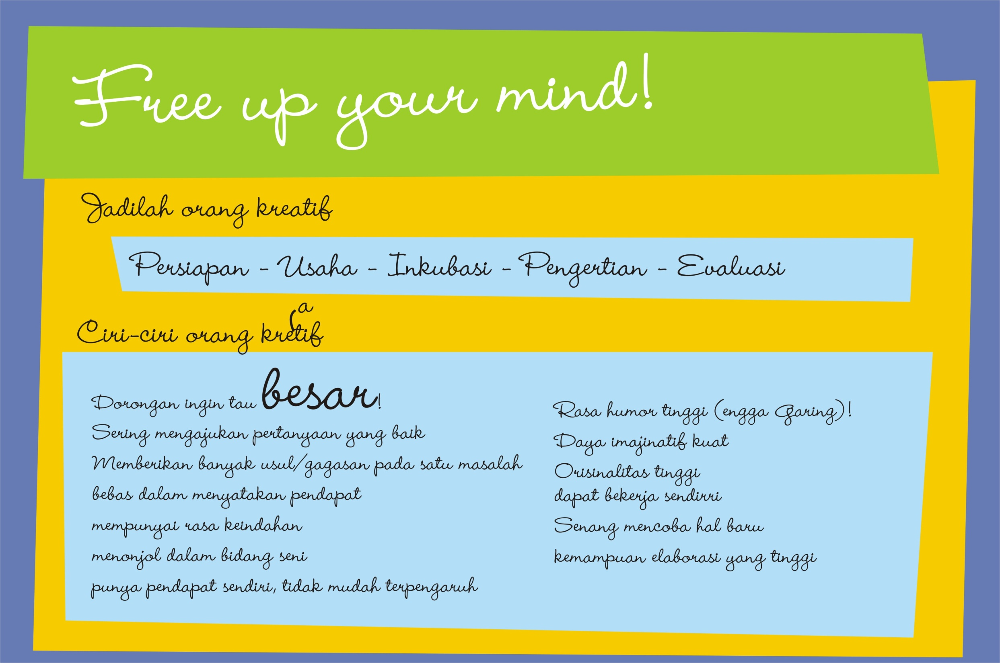 Free up your mind!
Jadilah orang kreatif
Persiapan - Usaha - Inkubasi - Pengertian - Evaluasi
a
Ciri-ciri orang kretif
Dorongan ingin tau besar!
Sering mengajukan pertanyaan yang baik
Memberikan banyak usul/gagasan pada satu masalah
bebas dalam menyatakan pendapat
mempunyai rasa keindahan
menonjol dalam bidang seni
punya pendapat sendiri, tidak mudah terpengaruh
Rasa humor tinggi (engga Garing)!
Daya imajinatif kuat
Orisinalitas tinggi
dapat bekerja sendirri
Senang mencoba hal baru
kemampuan elaborasi yang tinggi